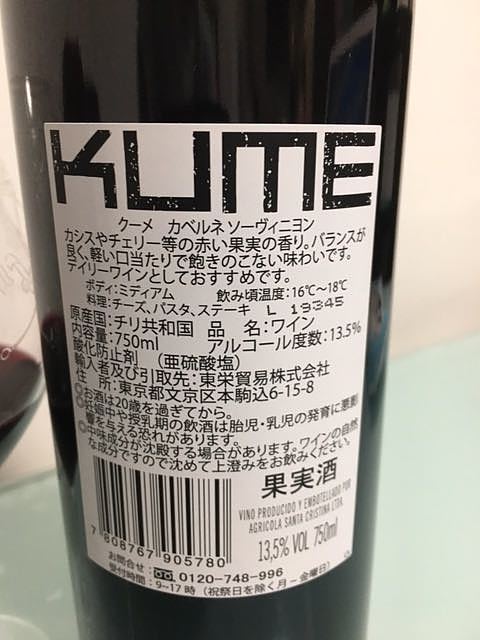 KUME
クーメ カベルネ ソーヴィニヨン
カシスやチェリー等の赤い果実の香り。バランスが
良く、軽い口当たりで飽きのこない味わいです。
デイリーワインとしておすすめです。
ボディ:ミディアム 飲み頃温度:16℃〜18℃
料理:チーズ、パスタ、ステーキ L 19345
原産国:チリ共和国 品 名:ワイン
内容量:750ml アルコール度数:13.5%
酸化防止剤 (亜硫酸塩)
輸入者及び引取先:東栄貿易株式会社
住 所:東京都文京区本駒込6-15-8
◎お酒は20歳を過ぎてから。
◎妊娠中や授乳期の飲酒は胎児・乳児の発育に悪影
響を与える恐れがあります。
◎中味成分が沈殿する場合があります。ワインの自然
な成分ですので沈めて上澄みをお飲みください。
果実酒
VINO PRODUCIDO Y EMBOTELLADO POR
AGRICOLA SANTA CRISTINA LTDA.
13,5% VOL 750ml
7 808767 905780
お問合せ: 0120-748-996
受付時間:9~17時(祝祭日を除く月-金曜日)